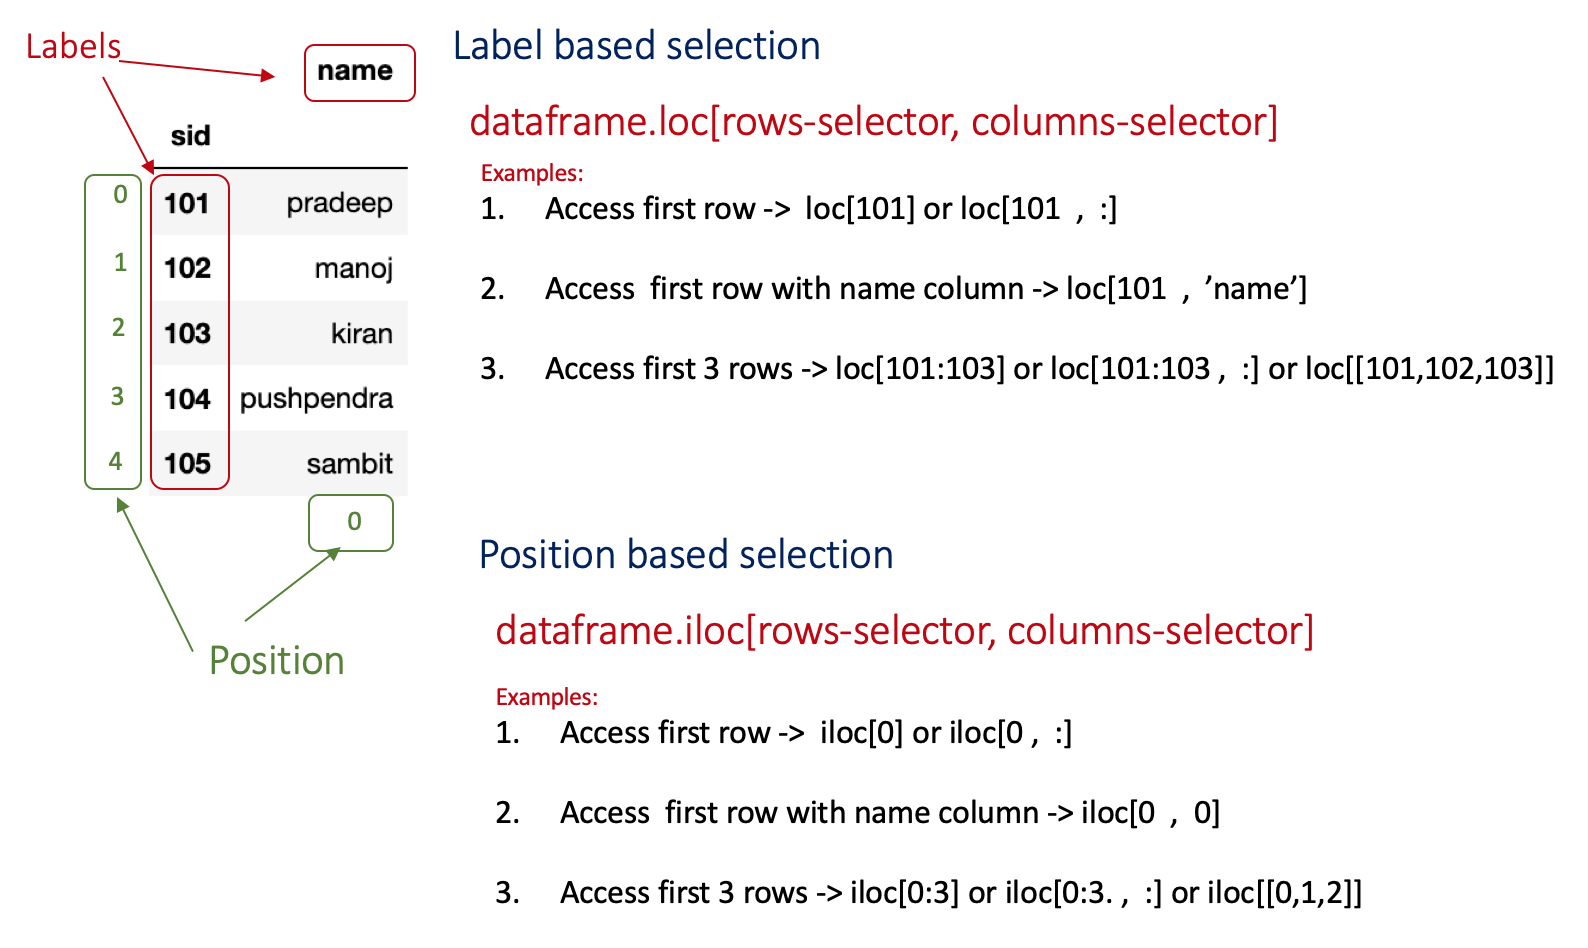 Labels
name
sid
0 101 pradeep
1 102 manoj
2 103 kiran
3 104 pushpendra
4 105 sambit
0
Position
Label based selection
dataframe.loc[rows-selector, columns-selector]
Examples:
1. Access first row -> loc[101] or loc[101 , :]
2. Access first row with name column -> loc[101 , ’name’]
3. Access first 3 rows -> loc[101:103] or loc[101:103 , :] or loc[[101,102,103]]
Position based selection
dataframe.iloc[rows-selector, columns-selector]
Examples:
1. Access first row -> iloc[0] or iloc[0 , :]
2. Access first row with name column -> iloc[0 , 0]
3. Access first 3 rows -> iloc[0:3] or iloc[0:3. , :] or iloc[[0,1,2]]